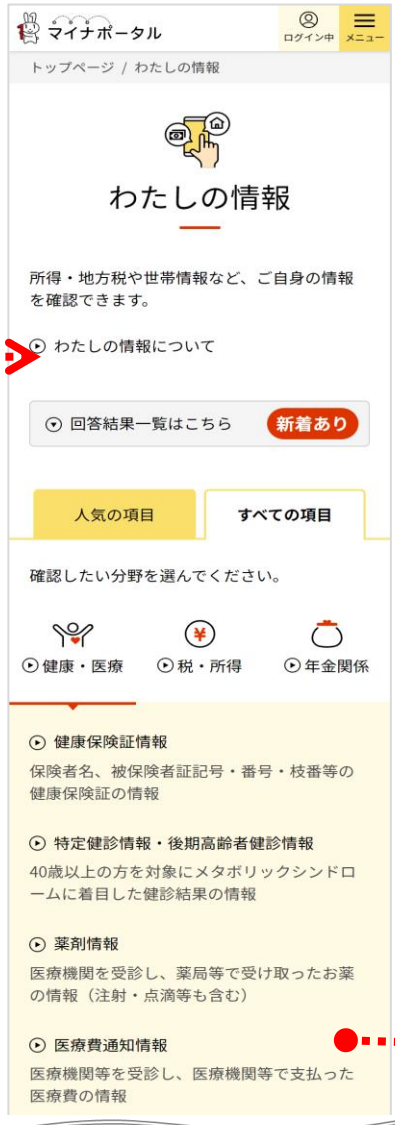 マイナポータル
ログイン中
メニュー
トップページ / わたしの情報
わたしの情報
所得・地方税や世帯情報など、ご自身の情報
を確認できます。
わたしの情報について
回答結果一覧はこちら
新着あり
人気の項目
すべての項目
確認したい分野を選んでください。
健康・医療
税・所得
年金関係
健康保険証情報
保険者名、被保険者証記号・番号・枝番等の
健康保険証の情報
特定健診情報・後期高齢者健診情報
40歳以上の方を対象にメタボリックシンドロ
ームに着目した健診結果の情報
薬剤情報
医療機関を受診し、薬局等で受け取ったお薬
の情報（注射・点滴等も含む）
医療費通知情報
医療機関等を受診し、医療機関等で支払った
医療費の情報